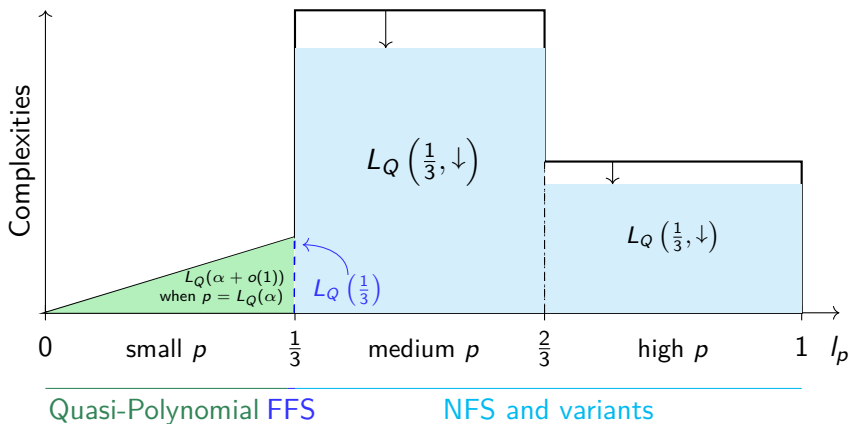 Complexities
L_Q(1/3, ↓)
L_Q(1/3, ↓)
L_Q(α + o(1))
when p = L_Q(α)
L_Q(1/3)
0 small p 1/3 medium p 2/3 high p 1 l_p
Quasi-Polynomial FFS NFS and variants